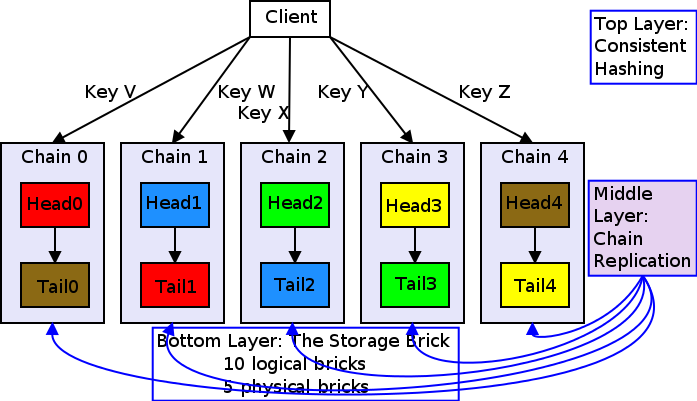 Client
Top Layer:
Consistent
Hashing
Key V
Key W
Key X
Key Y
Key Z
Chain 0
Chain 1
Chain 2
Chain 3
Chain 4
Head0
Head1
Head2
Head3
Head4
Tail0
Tail1
Tail2
Tail3
Tail4
Middle
Layer:
Chain
Replication
Bottom Layer: The Storage Brick
10 logical bricks
5 physical bricks